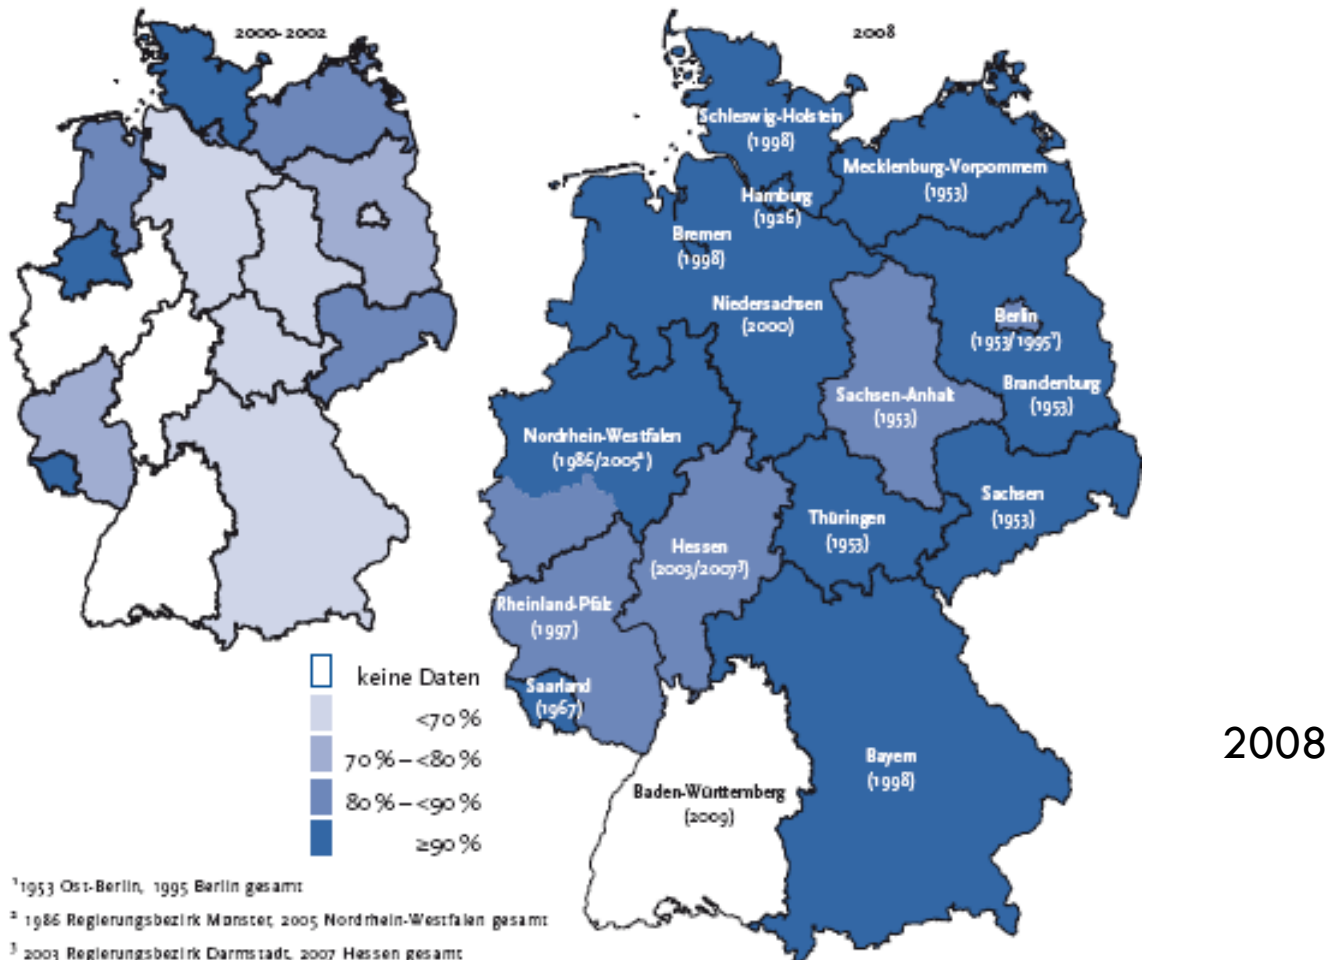 2000-2002
2008
Schleswig-Holstein
(1998)
Mecklenburg-Vorpommern
(1953)
Hamburg
(1926)
Bremen
(1998)
Niedersachsen
(2000)
Berlin
(1953/1995¹)
Brandenburg
(1953)
Sachsen-Anhalt
(1953)
Nordrhein-Westfalen
(1986/2005²)
Sachsen
(1953)
Thüringen
(1953)
Hessen
(2003/2007³)
Rheinland-Pfalz
(1997)
Saarland
(1967)
Bayern
(1998)
Baden-Württemberg
(2009)
keine Daten
<70 %
70 % – <80 %
80 % – <90 %
≥90 %
2008
¹ 1953 Ost-Berlin, 1995 Berlin gesamt
² 1986 Regierungsbezirk Münster, 2005 Nordrhein-Westfalen gesamt
³ 2003 Regierungsbezirk Darmstadt, 2007 Hessen gesamt